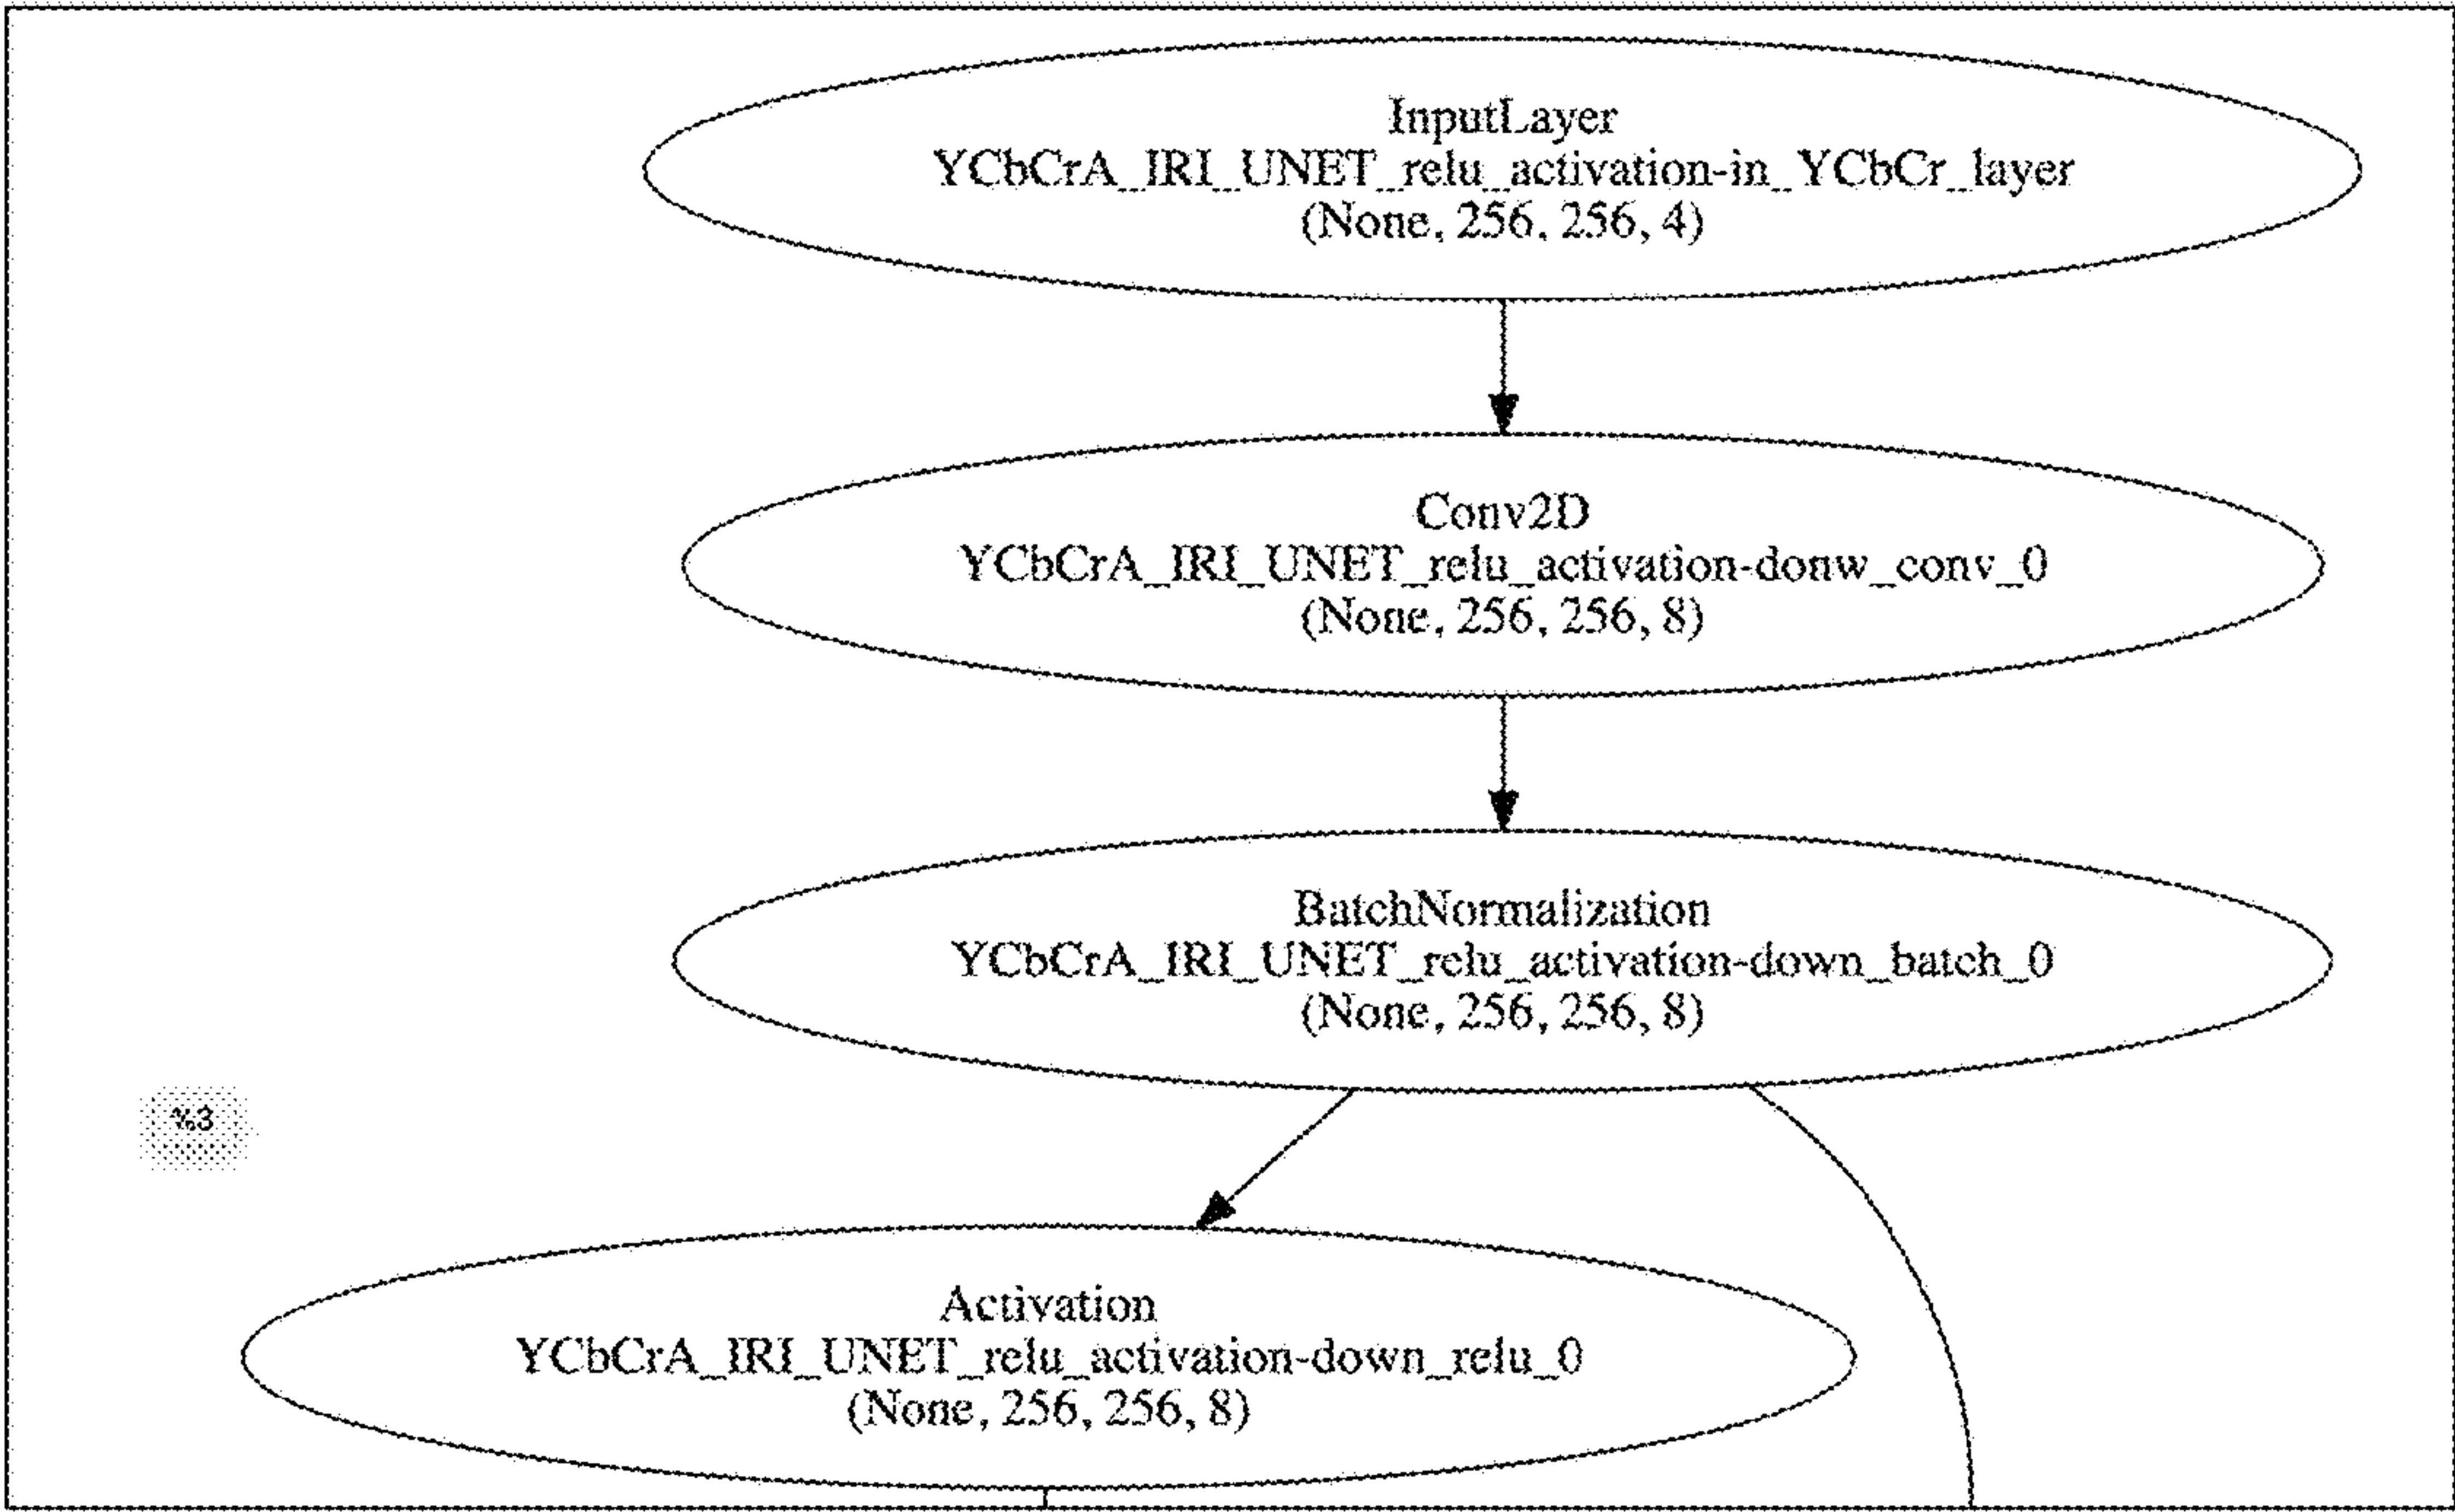 InputLayer
YCbCrA_IRI_UNET_relu_activation-in_YCbCr_layer
(None, 256, 256, 4)
Conv2D
YCbCrA_IRI_UNET_relu_activation-donw_conv_0
(None, 256, 256, 8)
BatchNormalization
YCbCrA_IRI_UNET_relu_activation-down_batch_0
(None, 256, 256, 8)
%3
Activation
YCbCrA_IRI_UNET_relu_activation-down_relu_0
(None, 256, 256, 8)